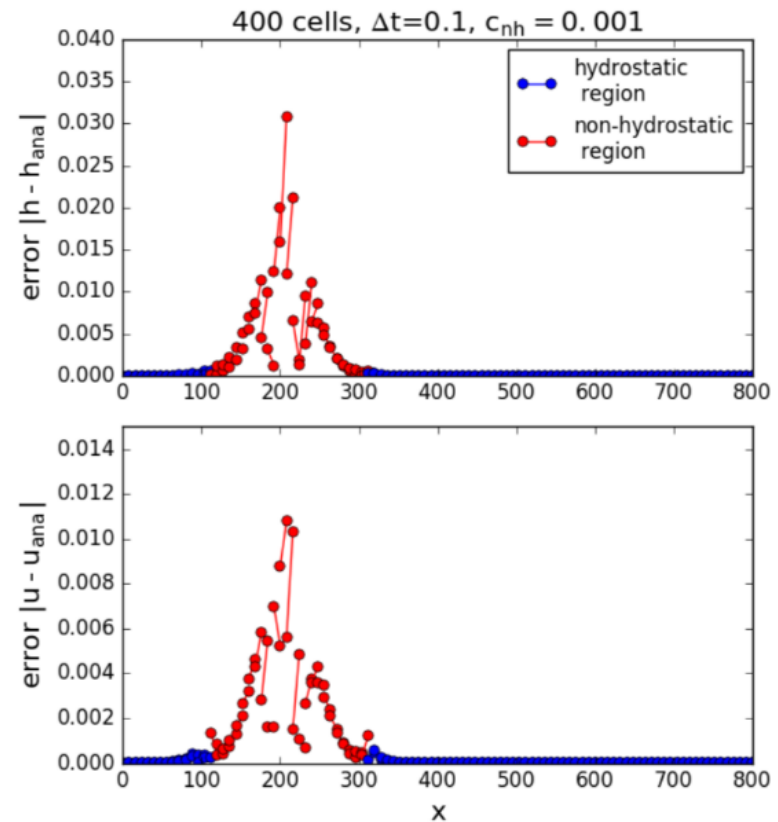 400 cells, Δt=0.1, c_nh = 0.001
0.040
0.035
0.030
0.025
0.020
0.015
0.010
0.005
0.000
error |h - h_ana|
hydrostatic
region
non-hydrostatic
region
0 100 200 300 400 500 600 700 800
0.014
0.012
0.010
0.008
0.006
0.004
0.002
0.000
error |u - u_ana|
0 100 200 300 400 500 600 700 800
x